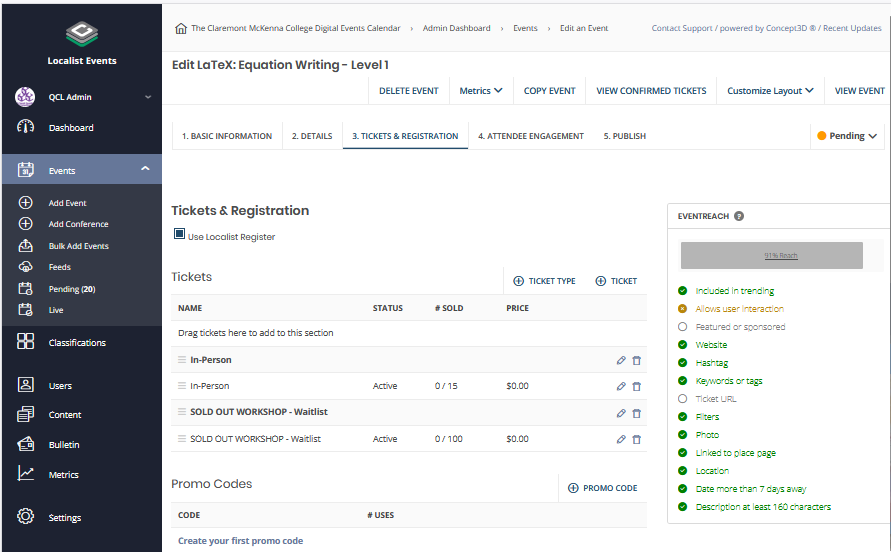 The Claremont McKenna College Digital Events Calendar › Admin Dashboard › Events › Edit an Event
Contact Support / powered by Concept3D ® / Recent Updates
Localist Events
QCL Admin
Dashboard
Events
Add Event
Add Conference
Bulk Add Events
Feeds
Pending (20)
Live
Classifications
Users
Content
Bulletin
Metrics
Settings
Edit LaTeX: Equation Writing - Level 1
DELETE EVENT Metrics COPY EVENT VIEW CONFIRMED TICKETS Customize Layout VIEW EVENT
1. BASIC INFORMATION 2. DETAILS 3. TICKETS & REGISTRATION 4. ATTENDEE ENGAGEMENT 5. PUBLISH Pending
Tickets & Registration
Use Localist Register
Tickets
TICKET TYPE TICKET
NAME STATUS # SOLD PRICE
Drag tickets here to add to this section
In-Person
In-Person Active 0 / 15 $0.00
SOLD OUT WORKSHOP - Waitlist
SOLD OUT WORKSHOP - Waitlist Active 0 / 100 $0.00
Promo Codes
PROMO CODE
CODE # USES
Create your first promo code
EVENTREACH ?
91% Reach
Included in trending
Allows user interaction
Featured or sponsored
Website
Hashtag
Keywords or tags
Ticket URL
Filters
Photo
Linked to place page
Location
Date more than 7 days away
Description at least 160 characters